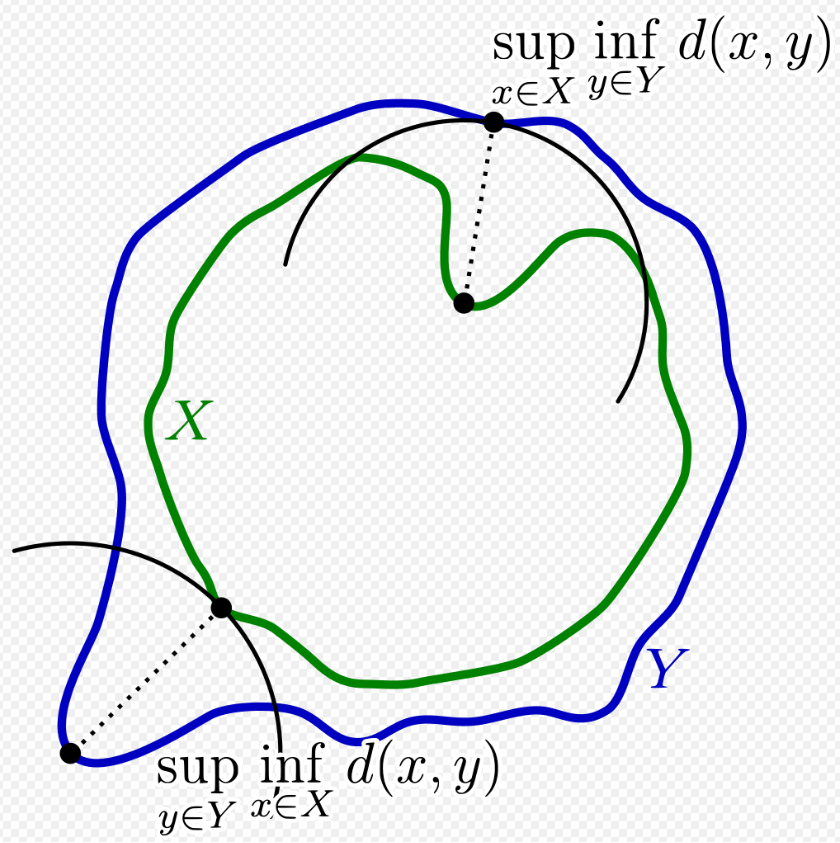 sup inf d(x, y)
x∈X y∈Y
X
Y
sup inf d(x, y)
y∈Y x∈X